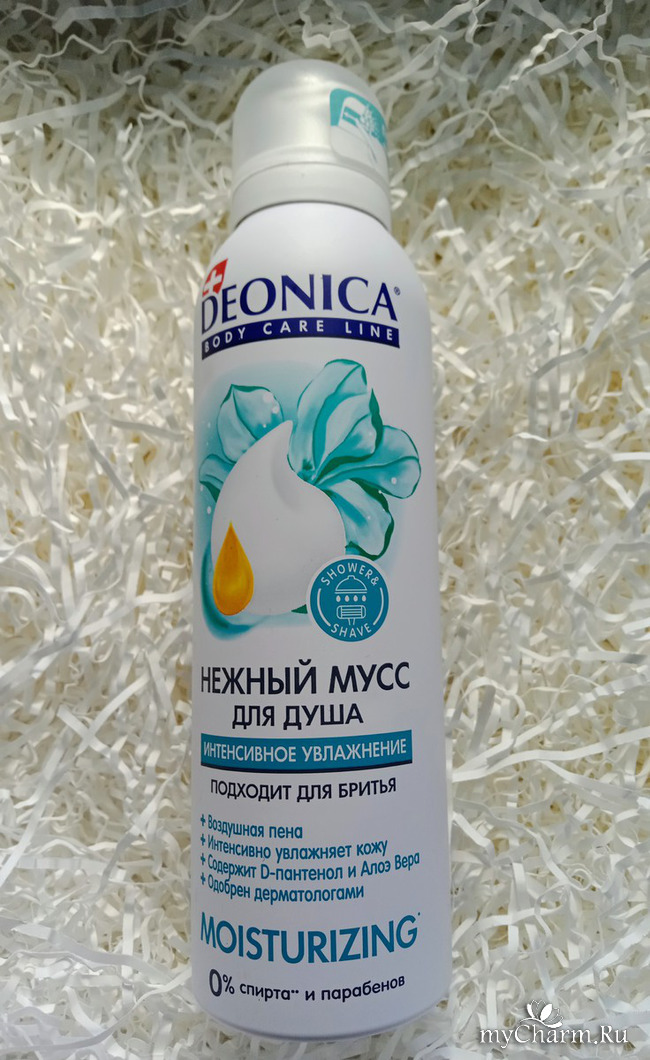 DEONICA®
BODY CARE LINE
SHOWER&
SHAVE
НЕЖНЫЙ МУСС
ДЛЯ ДУША
ИНТЕНСИВНОЕ УВЛАЖНЕНИЕ
ПОДХОДИТ ДЛЯ БРИТЬЯ
+ Воздушная пена
+ Интенсивно увлажняет кожу
+ Содержит D-пантенол и Алоэ Вера
+ Одобрен дерматологами
MOISTURIZING*
0% спирта** и парабенов
myCharm.Ru